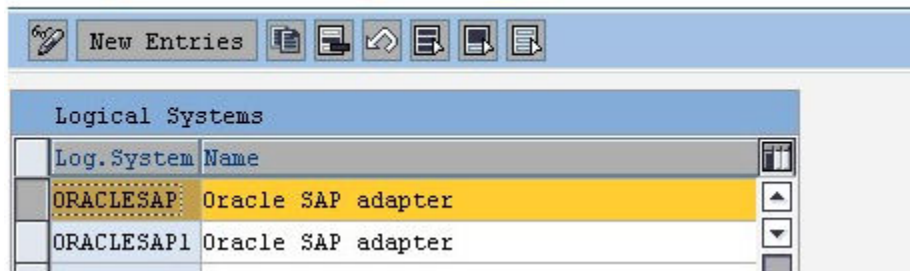 New Entries
Logical Systems
Log.System Name
ORACLESAP Oracle SAP adapter
ORACLESAP1 Oracle SAP adapter